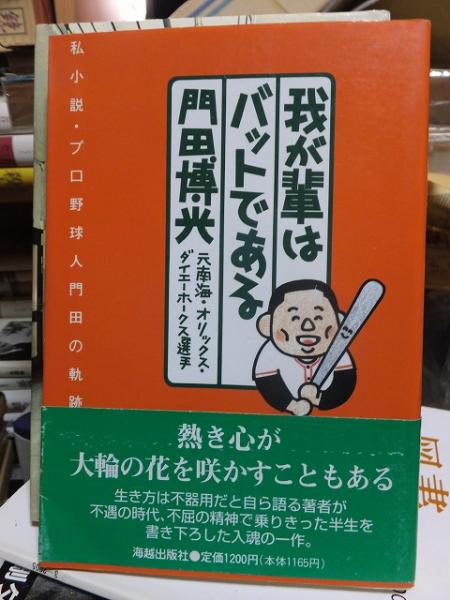 我が輩は
バットである
門田博光
元南海・オリックス・
ダイエーホークス選手
私小説・プロ野球人門田の軌跡
熱き心が
大輪の花を咲かすこともある
生き方は不器用だと自ら語る著者が
不遇の時代、不屈の精神で乗りきった半生を
書き下ろした入魂の一作。
海越出版社●定価1200円(本体1165円)